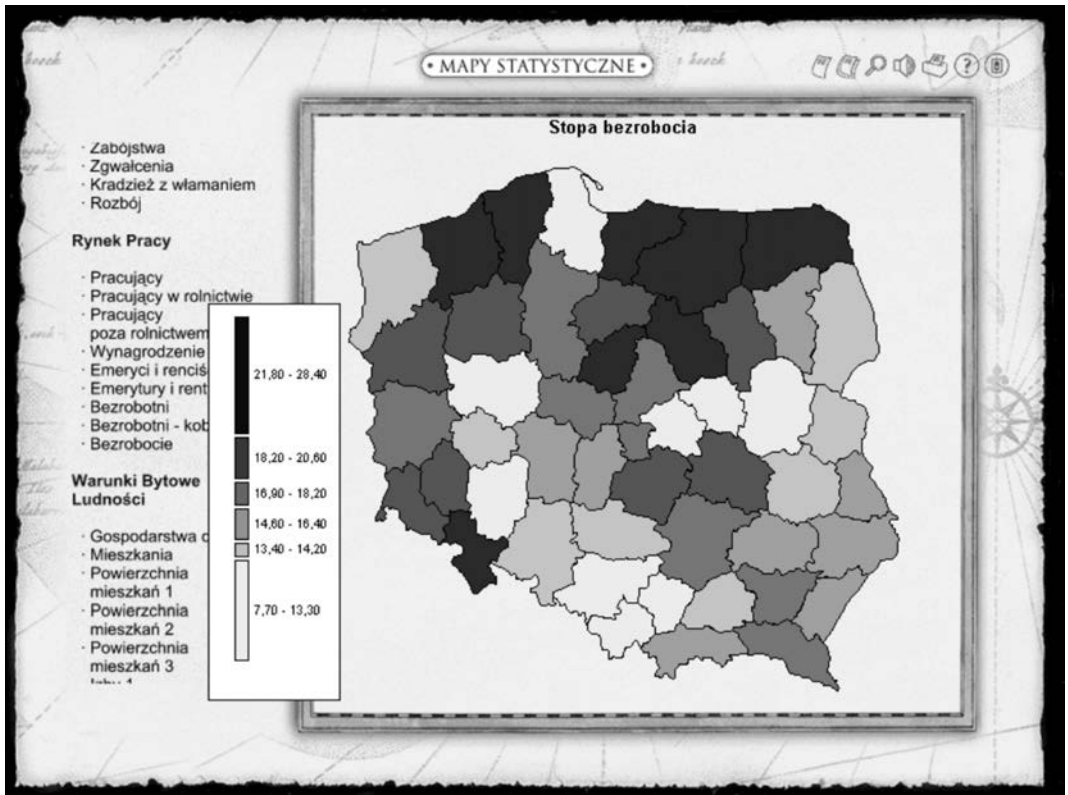 • MAPY STATYSTYCZNE •
?
Stopa bezrobocia
· Zabójstwa
· Zgwałcenia
· Kradzież z włamaniem
· Rozbój
Rynek Pracy
· Pracujący
· Pracujący w rolnictwie
· Pracujący
poza rolnictwem
· Wynagrodzenie
· Emeryci i renciś
· Emerytury i rent
· Bezrobotni
· Bezrobotni - kob
· Bezrobocie
Warunki Bytowe
Ludności
· Gospodarstwa d
· Mieszkania
· Powierzchnia
mieszkań 1
· Powierzchnia
mieszkań 2
· Powierzchnia
mieszkań 3
21,80 - 28,40
18,20 - 20,60
16,90 - 18,20
14,60 - 16,40
13,40 - 14,20
7,70 - 13,30